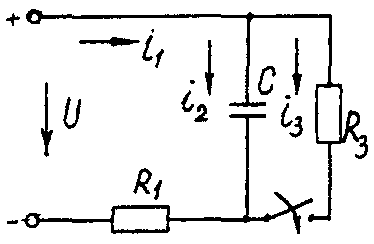 +
i₁
U
i₂
C
i₃
R₃
R₁
-